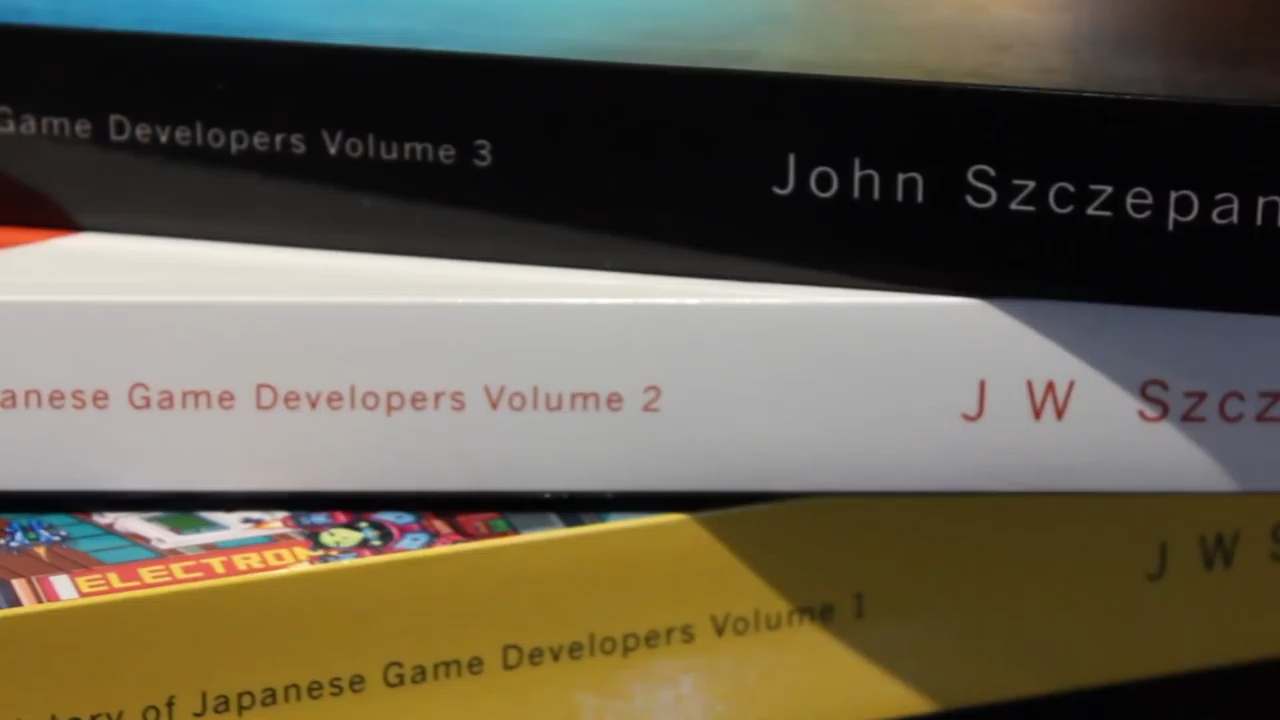 Game Developers Volume 3
John Szczepan
anese Game Developers Volume 2
J W Szcz
ELECTRON
tory of Japanese Game Developers Volume 1
J W S